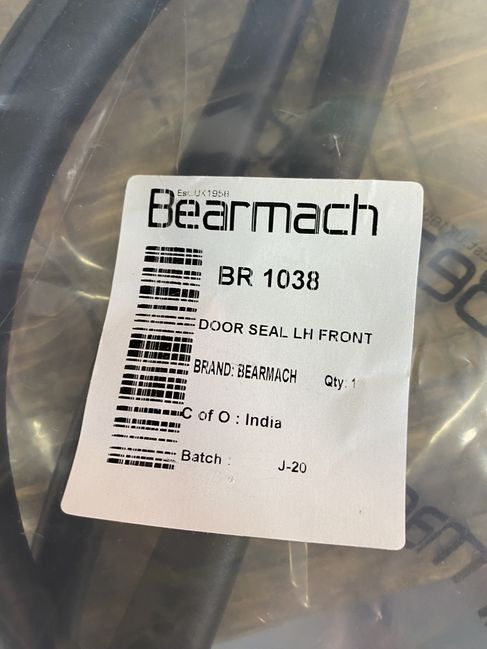 Est. UK1958
Bearmach
BR 1038
DOOR SEAL LH FRONT
BRAND: BEARMACH Qty: 1
C of O : India
Batch : J-20